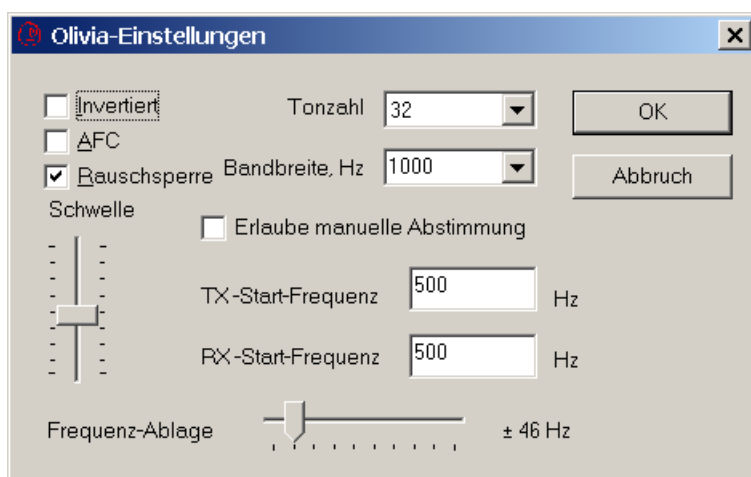 Olivia-Einstellungen
Invertiert
Tonzahl
32
OK
AFC
Rauschsperre
Bandbreite, Hz
1000
Abbruch
Schwelle
Erlaube manuelle Abstimmung
TX-Start-Frequenz
500
Hz
RX-Start-Frequenz
500
Hz
Frequenz-Ablage
± 46 Hz